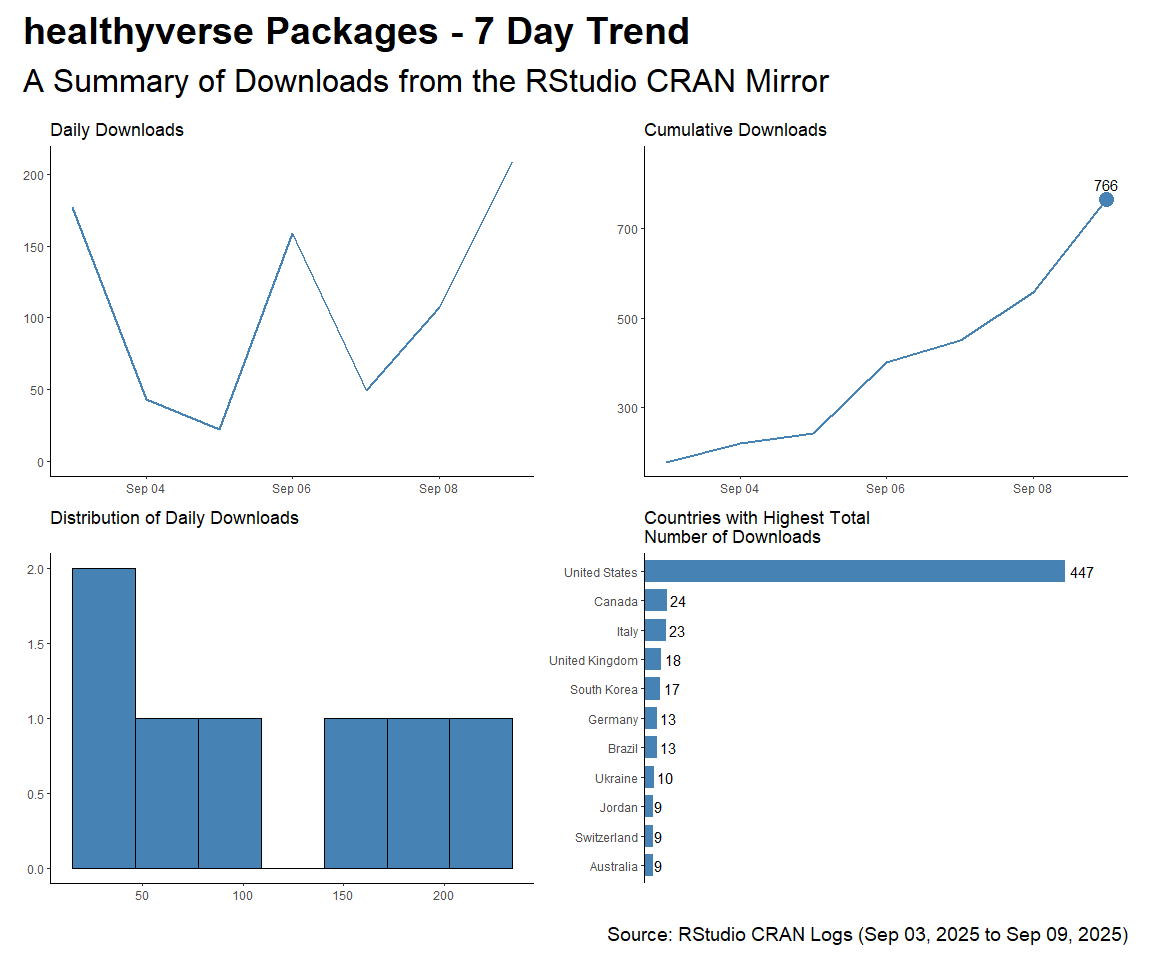 healthyverse Packages - 7 Day Trend
A Summary of Downloads from the RStudio CRAN Mirror
Daily Downloads
200
150
100
50
0
Sep 04 Sep 06 Sep 08
Cumulative Downloads
766
700
500
300
Sep 04 Sep 06 Sep 08
Distribution of Daily Downloads
2.0
1.5
1.0
0.5
0.0
50 100 150 200
Countries with Highest Total
Number of Downloads
United States 447
Canada 24
Italy 23
United Kingdom 18
South Korea 17
Germany 13
Brazil 13
Ukraine 10
Jordan 9
Switzerland 9
Australia 9
Source: RStudio CRAN Logs (Sep 03, 2025 to Sep 09, 2025)